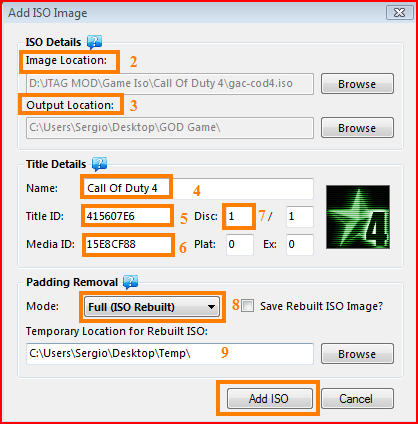 Add ISO Image
ISO Details
Image Location: 2
D:\JTAG MOD\Game Iso\Call Of Duty 4\gac-cod4.iso Browse
Output Location: 3
C:\Users\Sergio\Desktop\GOD Game\ Browse
Title Details
Name: Call Of Duty 4 4
Title ID: 415607E6 5 Disc: 1 7 / 1
Media ID: 15E8CF88 6 Plat: 0 Ex: 0
4
Padding Removal
Mode: Full (ISO Rebuilt) 8 Save Rebuilt ISO Image?
Temporary Location for Rebuilt ISO:
C:\Users\Sergio\Desktop\Temp\ 9 Browse
Add ISO Cancel